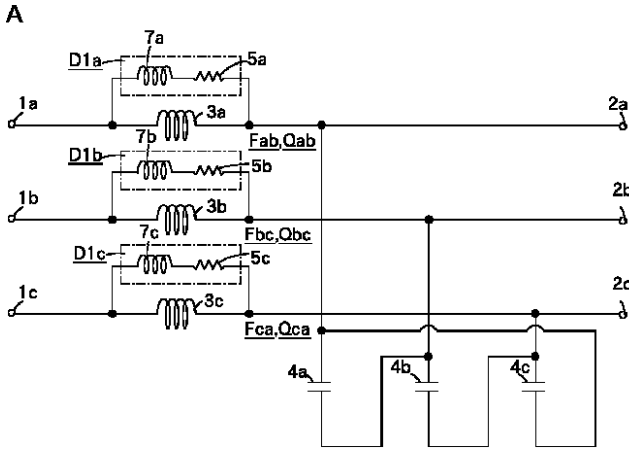 A
7a
D1a
5a
1a
3a
2a
Fab,Qab
7b
D1b
5b
1b
3b
2b
Fbc,Qbc
7c
D1c
5c
1c
3c
2c
Fca,Qca
4a
4b
4c